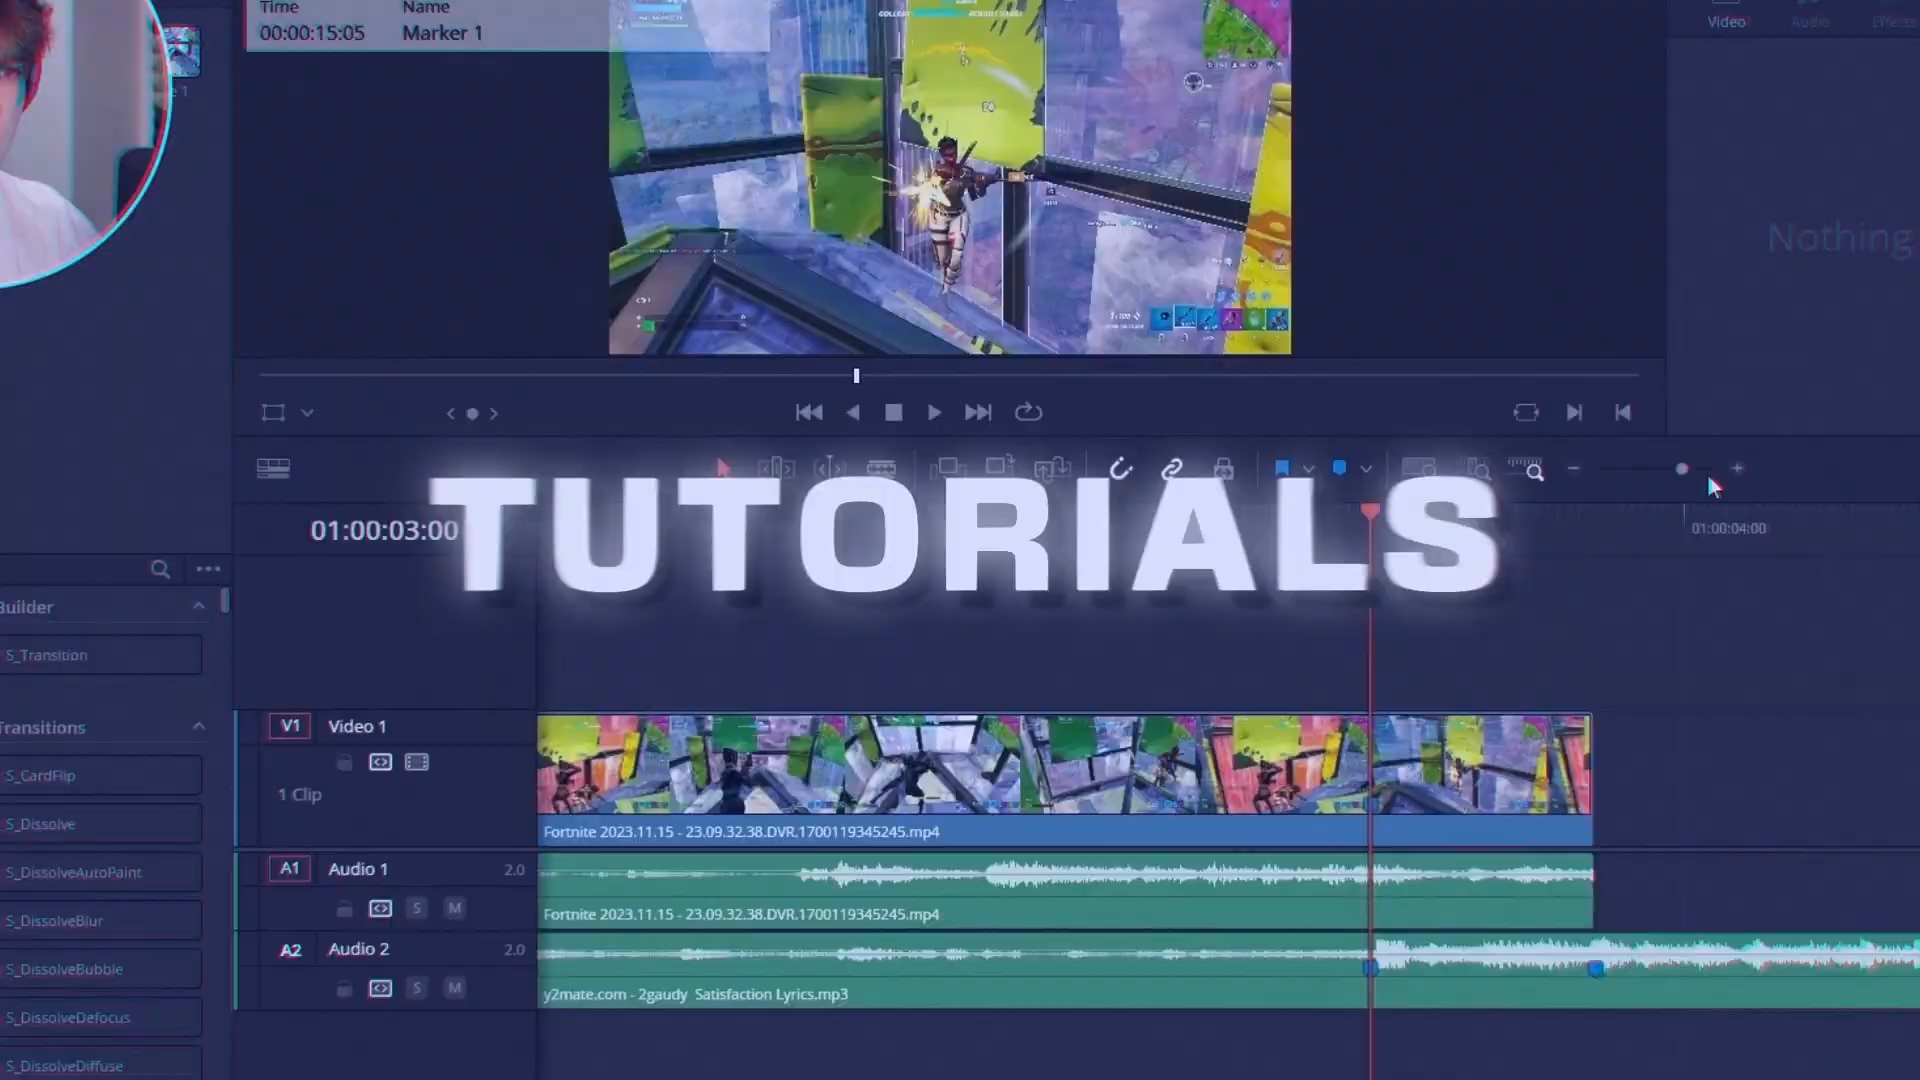 Time Name
00:00:15:05 Marker 1
Video Audio Effects
Nothing
TUTORIALS
01:00:03:00
01:00:04:00
Builder
S_Transition
Transitions
S_CardFlip
S_Dissolve
S_DissolveAutoPaint
S_DissolveBlur
S_DissolveBubble
S_DissolveDefocus
S_DissolveDiffuse
V1 Video 1
1 Clip
Fortnite 2023.11.15 - 23.09.32.38.DVR.1700119345245.mp4
A1 Audio 1 2.0
S M
Fortnite 2023.11.15 - 23.09.32.38.DVR.1700119345245.mp4
A2 Audio 2 2.0
S M
y2mate.com - 2gaudy Satisfaction Lyrics.mp3